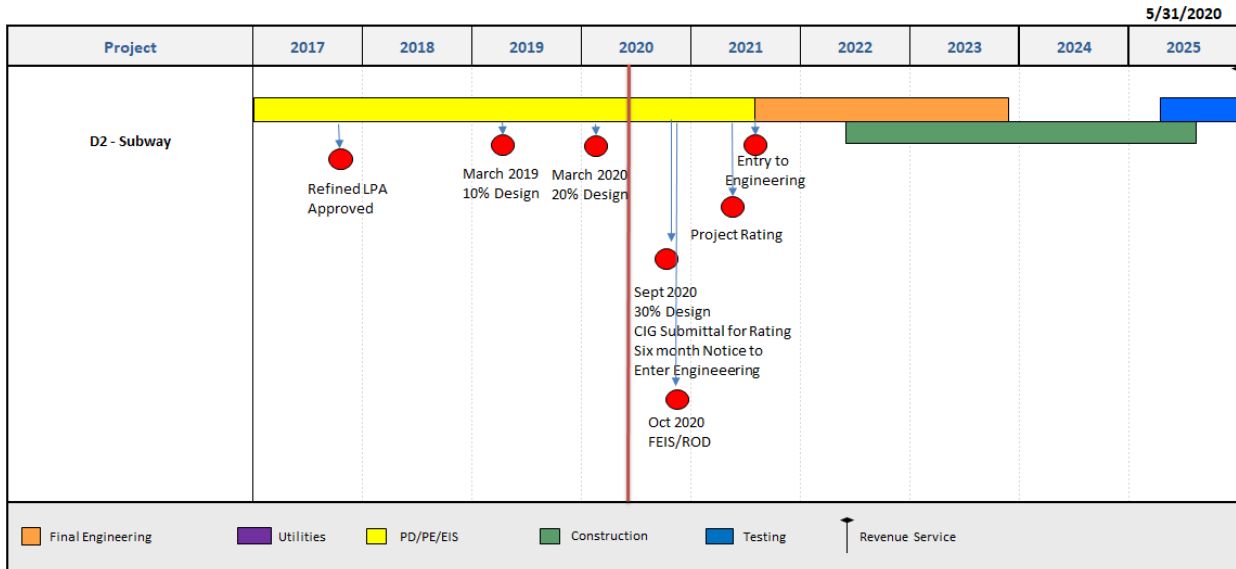 5/31/2020
Project 2017 2018 2019 2020 2021 2022 2023 2024 2025
D2 - Subway
Refined LPA
Approved
March 2019
10% Design
March 2020
20% Design
Entry to
Engineering
Project Rating
Sept 2020
30% Design
CIG Submittal for Rating
Six month Notice to
Enter Engineeering
Oct 2020
FEIS/ROD
Final Engineering Utilities PD/PE/EIS Construction Testing Revenue Service